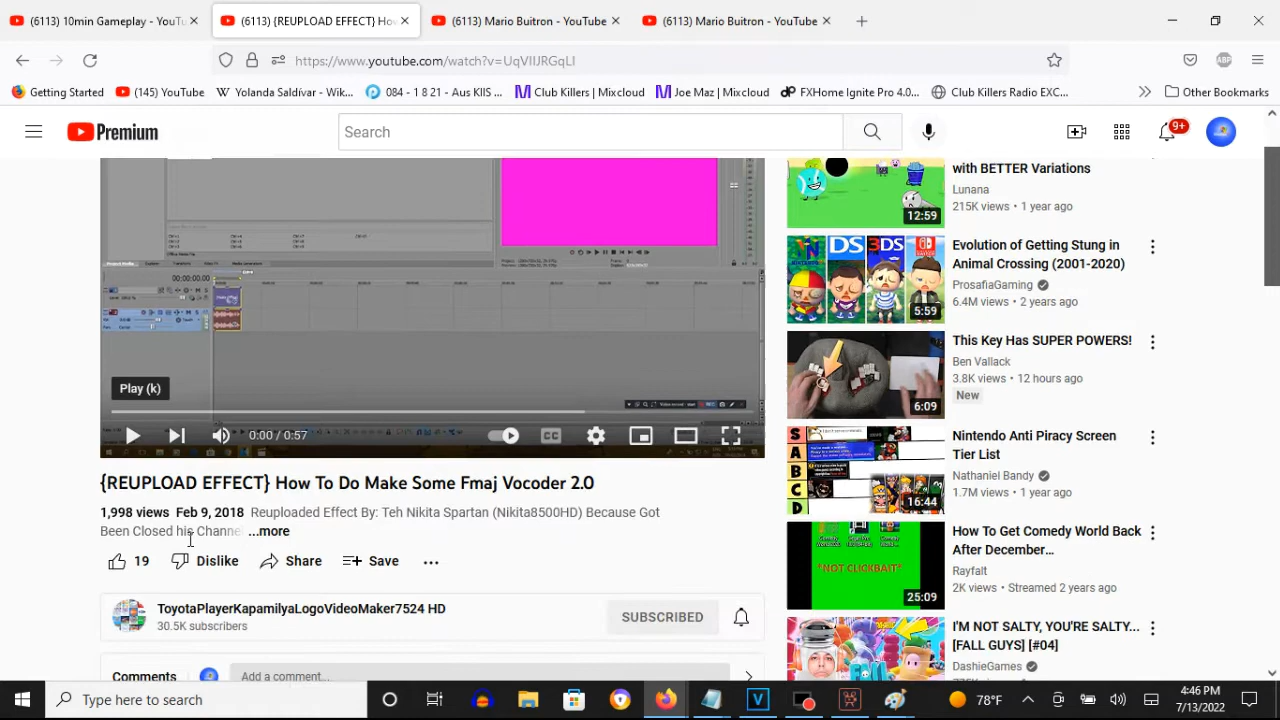 (6113) 10min Gameplay - YouTu
(6113) {REUPLOAD EFFECT} Ho
(6113) Mario Buitron - YouTube
(6113) Mario Buitron - YouTube
https://www.youtube.com/watch?v=UqVIIJRGqLI
ABP
Getting Started
(145) YouTube
Yolanda Saldívar - Wik...
084 - 1 8 21 - Aus KIIS ...
Club Killers | Mixcloud
Joe Maz | Mixcloud
FXHome Ignite Pro 4.0...
Club Killers Radio EXC...
Other Bookmarks
Premium
Search
9+
00:00:00.00
Play (k)
0:00 / 0:57
CC
{REUPLOAD EFFECT} How To Do Make Some Fmaj Vocoder 2.0
1,998 views Feb 9, 2018 Reuploaded Effect By: Teh Nikita Spartan (Nikita8500HD) Because Got
Been Closed his Channe ...more
19
Dislike
Share
Save
ToyotaPlayerKapamilyaLogoVideoMaker7524 HD
30.5K subscribers
SUBSCRIBED
Comments
Add a comment...
with BETTER Variations
Lunana
215K views • 1 year ago
12:59
DS
3DS
Evolution of Getting Stung in
Animal Crossing (2001-2020)
ProsafiaGaming
6.4M views • 2 years ago
5:59
This Key Has SUPER POWERS!
Ben Vallack
3.8K views • 12 hours ago
New
6:09
S
A
B
C
D
Nintendo Anti Piracy Screen
Tier List
Nathaniel Bandy
1.7M views • 1 year ago
16:44
*NOT CLICKBAIT*
How To Get Comedy World Back
After December...
Rayfalt
2K views • Streamed 2 years ago
25:09
I'M NOT SALTY, YOU'RE SALTY...
[FALL GUYS] [#04]
DashieGames
Type here to search
78°F
4:46 PM
7/13/2022